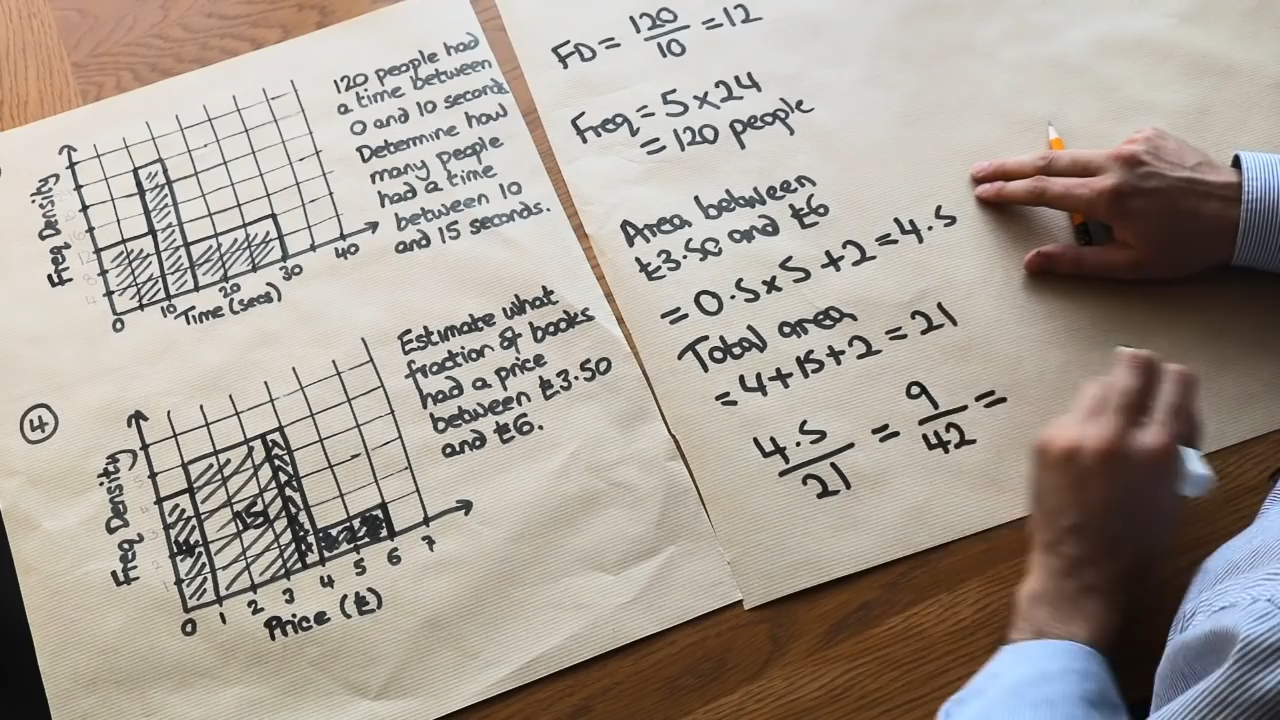 120 people had
a time between
0 and 10 seconds
Determine how
many people
had a time
between 10
and 15 seconds.
Freq Density
12
8
4
0
10
20
30
40
Time (secs)
4
Estimate what
fraction of books
had a price
between £3.50
and £6.
Freq Density
4
15
0
1
2
3
4
5
6
7
Price (£)
FD = 120/10 = 12
Freq = 5 x 24
= 120 people
Area between
£3.50 and £6
= 0.5 x 5 + 2 = 4.5
Total area
= 4 + 15 + 2 = 21
4.5/21 = 9/42 =